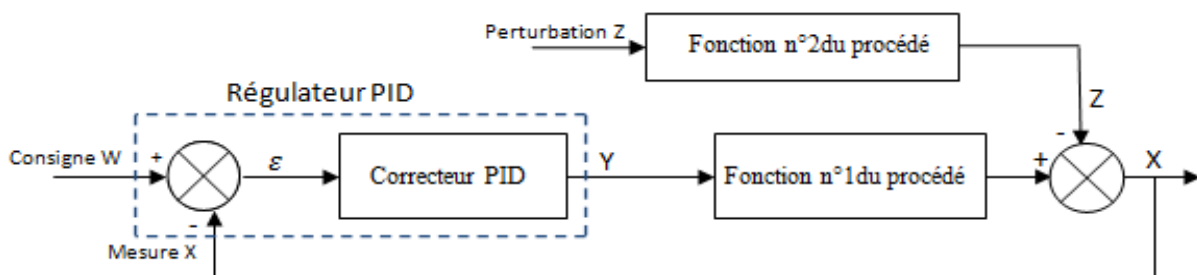 Perturbation Z
Fonction n°2du procédé
Régulateur PID
Z
-
Consigne W
+
ε
Correcteur PID
Y
Fonction n°1du procédé
+
X
-
Mesure X